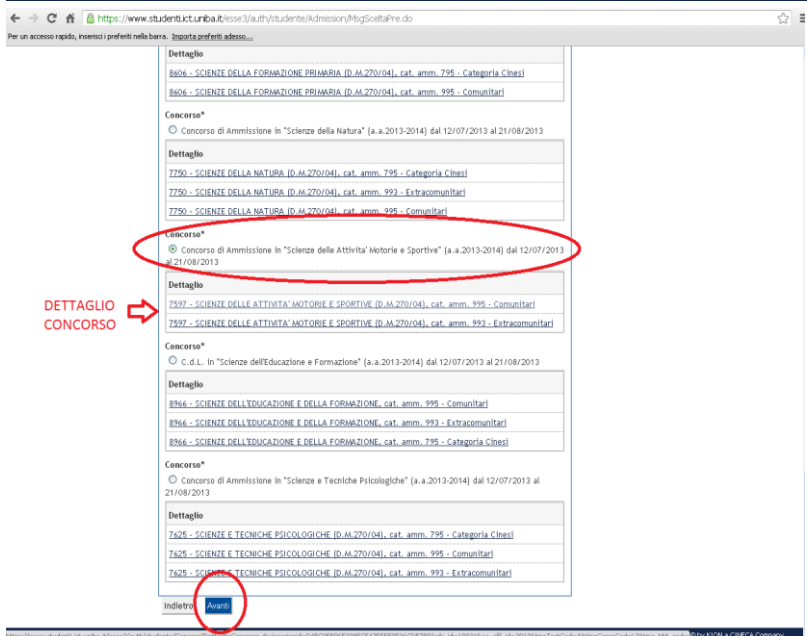 https://www.studenti.ict.uniba.it/esse3/auth/studente/Admission/MsgSceltaPre.do
Per un accesso rapido, inserisci i preferiti nella barra. Importa preferiti adesso...
Dettaglio
8606 - SCIENZE DELLA FORMAZIONE PRIMARIA (D.M.270/04), cat. amm. 795 - Categoria Cinesi
8606 - SCIENZE DELLA FORMAZIONE PRIMARIA (D.M.270/04), cat. amm. 995 - Comunitari
Concorso*
Concorso di Ammissione in "Scienze della Natura" (a.a.2013-2014) dal 12/07/2013 al 21/08/2013
Dettaglio
7750 - SCIENZE DELLA NATURA (D.M.270/04), cat. amm. 795 - Categoria Cinesi
7750 - SCIENZE DELLA NATURA (D.M.270/04), cat. amm. 993 - Extracomunitari
7750 - SCIENZE DELLA NATURA (D.M.270/04), cat. amm. 995 - Comunitari
Concorso*
Concorso di Ammissione in "Scienze delle Attivita' Motorie e Sportive" (a.a.2013-2014) dal 12/07/2013
al 21/08/2013
Dettaglio
DETTAGLIO
CONCORSO
7597 - SCIENZE DELLE ATTIVITA' MOTORIE E SPORTIVE (D.M.270/04), cat. amm. 995 - Comunitari
7597 - SCIENZE DELLE ATTIVITA' MOTORIE E SPORTIVE (D.M.270/04), cat. amm. 993 - Extracomunitari
Concorso*
C.d.L. in "Scienze dell'Educazione e Formazione" (a.a.2013-2014) dal 12/07/2013 al 21/08/2013
Dettaglio
8966 - SCIENZE DELL'EDUCAZIONE E DELLA FORMAZIONE, cat. amm. 995 - Comunitari
8966 - SCIENZE DELL'EDUCAZIONE E DELLA FORMAZIONE, cat. amm. 993 - Extracomunitari
8966 - SCIENZE DELL'EDUCAZIONE E DELLA FORMAZIONE, cat. amm. 795 - Categoria Cinesi
Concorso*
Concorso di Ammissione in "Scienze e Tecniche Psicologiche" (a.a.2013-2014) dal 12/07/2013 al
21/08/2013
Dettaglio
7625 - SCIENZE E TECNICHE PSICOLOGICHE (D.M.270/04), cat. amm. 795 - Categoria Cinesi
7625 - SCIENZE E TECNICHE PSICOLOGICHE (D.M.270/04), cat. amm. 995 - Comunitari
7625 - SCIENZE E TECNICHE PSICOLOGICHE (D.M.270/04), cat. amm. 993 - Extracomunitari
Indietro Avanti
© by KION a CINECA Company